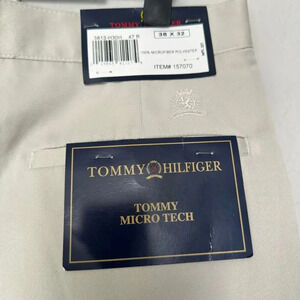 TOMMY HILFIGER
38 X 32
100% MICROFIBER POLYESTER
ITEM# 157070
TOMMY HILFIGER
TOMMY
MICRO TECH